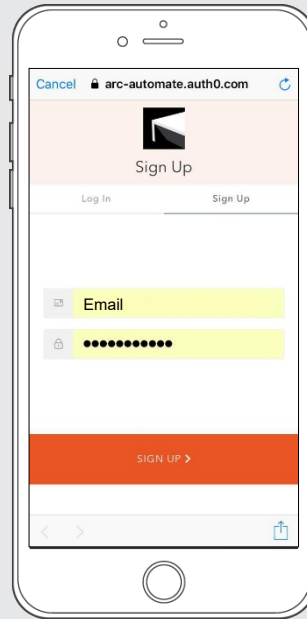 Cancel arc-automate.auth0.com
Sign Up
Log In Sign Up
Email
•••••••••••
SIGN UP >